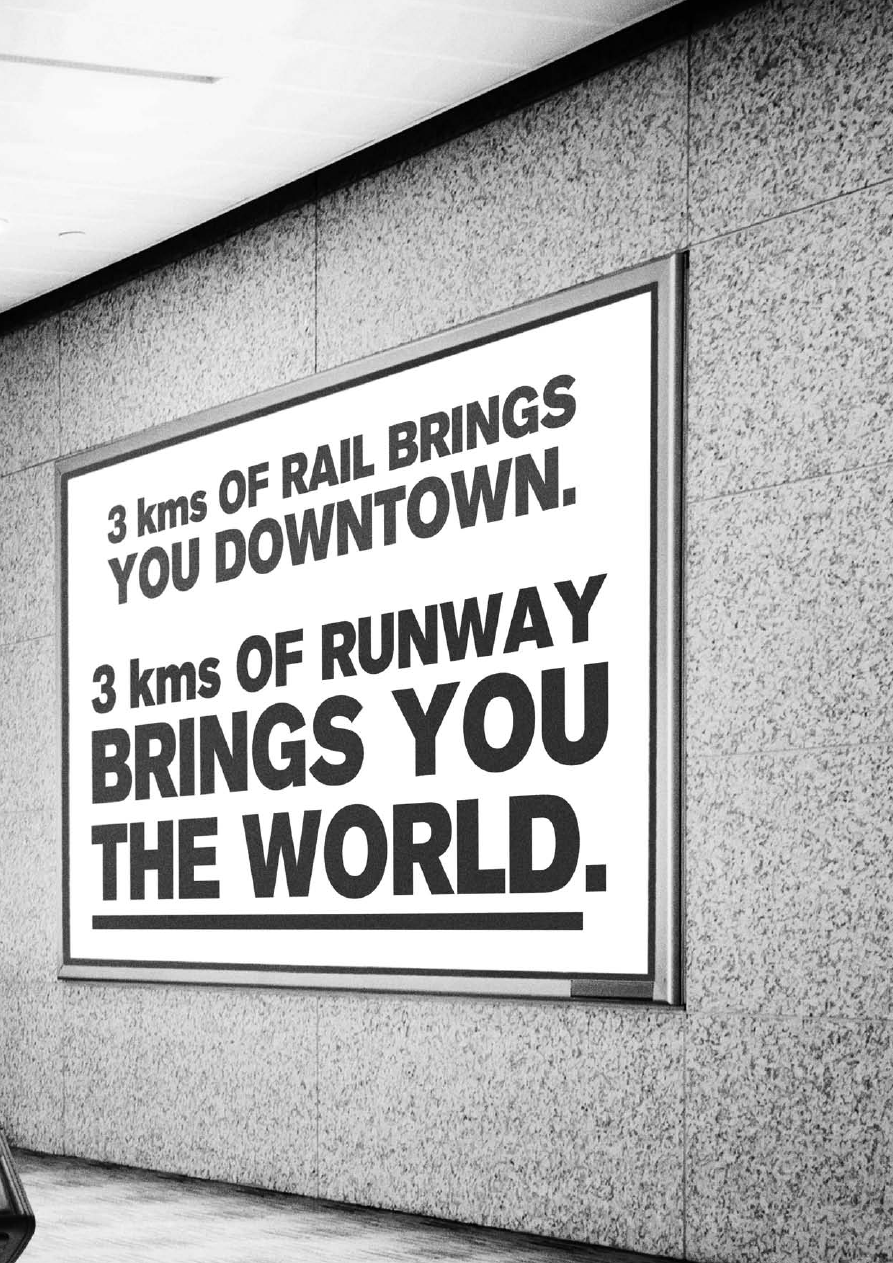 3 kms OF RAIL BRINGS
YOU DOWNTOWN.
3 kms OF RUNWAY
BRINGS YOU
THE WORLD.